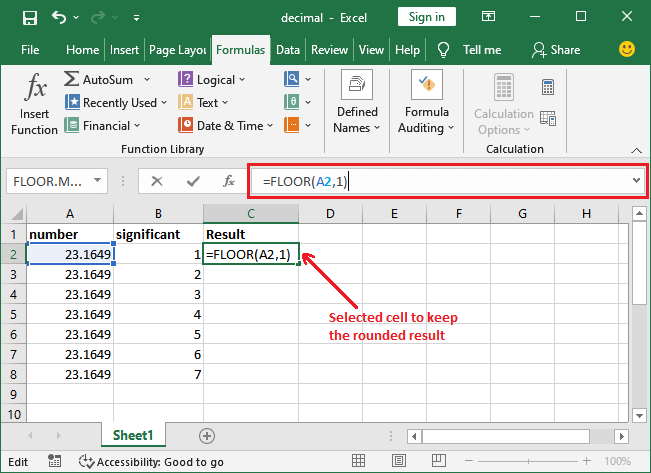 decimal - Excel
Sign in
File Home Insert Page Layou Formulas Data Review View Help Tell me Share
fx
Insert
Function
AutoSum
Recently Used
Financial
Logical
Text
Date & Time
Function Library
Defined
Names
Formula
Auditing
Calculation
Options
Calculation
FLOOR.M... fx =FLOOR(A2,1)
A B C D E F G H
1 number significant Result
2 23.1649 1 =FLOOR(A2,1)
3 23.1649 2
4 23.1649 3
5 23.1649 4
6 23.1649 5
7 23.1649 6
8 23.1649 7
9
10
Selected cell to keep
the rounded result
Sheet1
Edit Accessibility: Good to go 100%